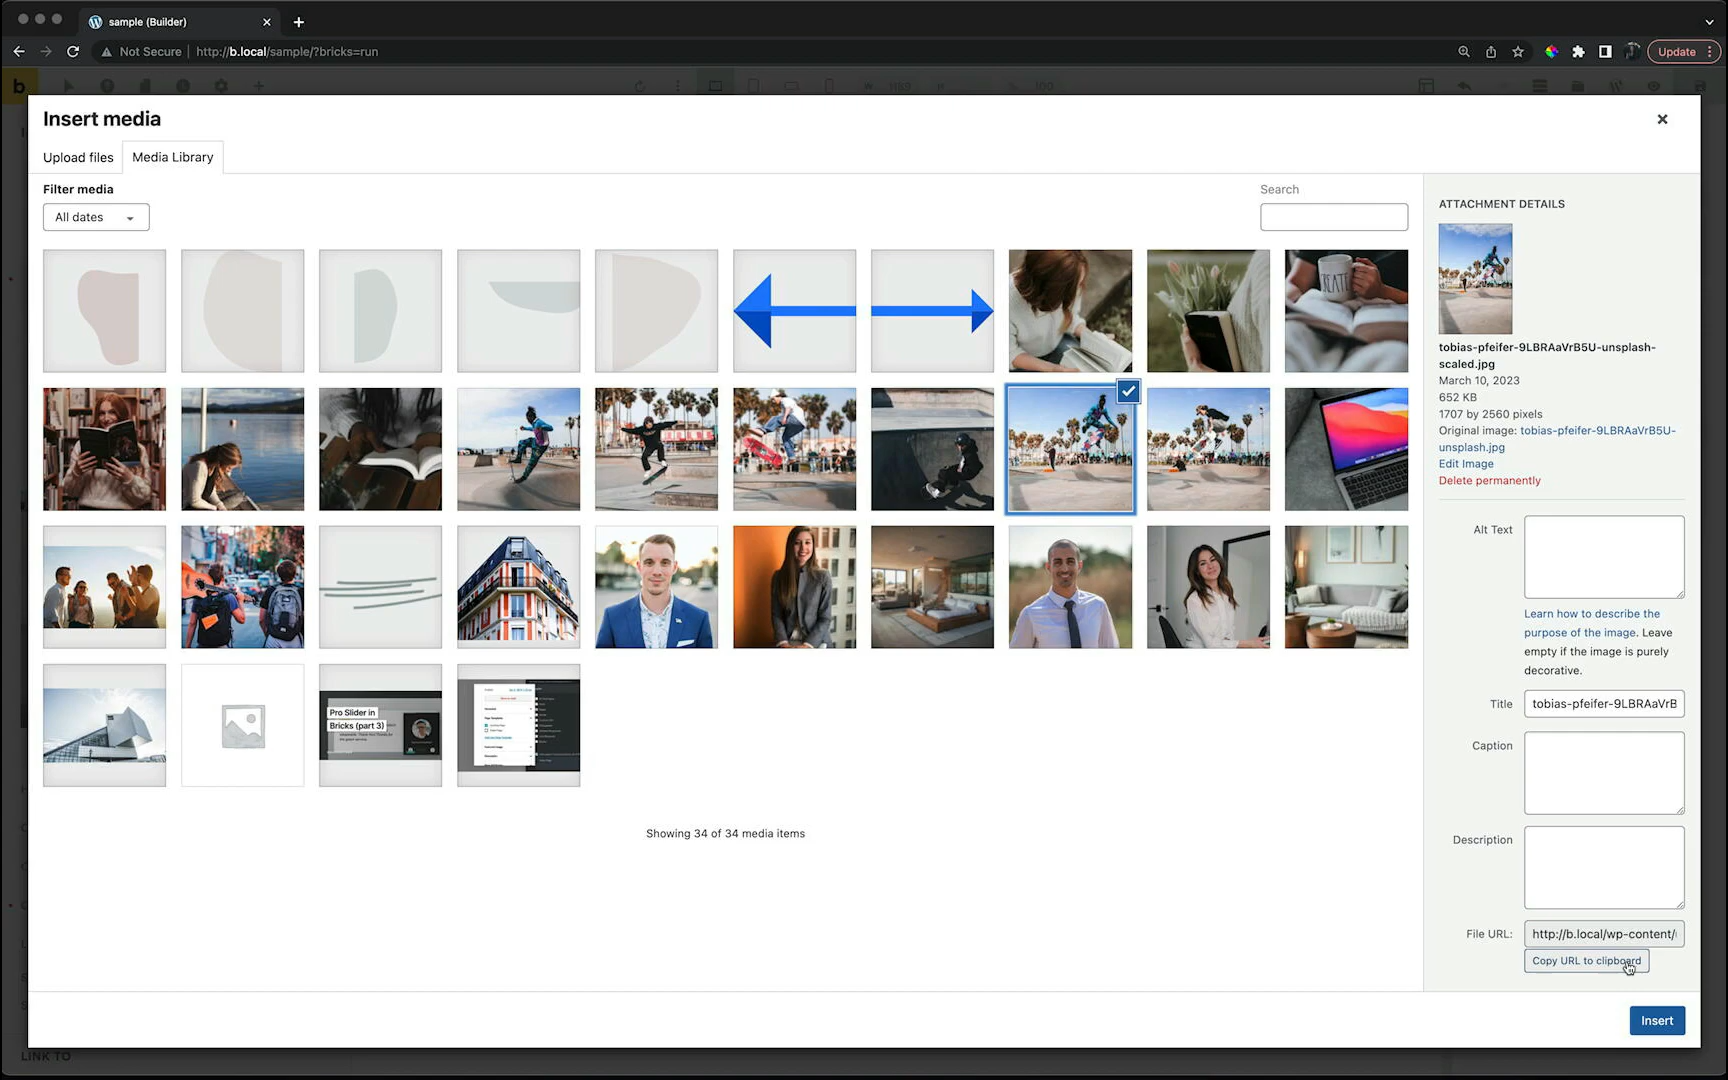 sample (Builder)
Not Secure
http://b.local/sample/?bricks=run
Update
b
Insert media
Upload files
Media Library
Filter media
All dates
Search
CREATE
Pro Slider in
Bricks (part 3)
Showing 34 of 34 media items
ATTACHMENT DETAILS
tobias-pfeifer-9LBRAaVrB5U-unsplash-
scaled.jpg
March 10, 2023
652 KB
1707 by 2560 pixels
Original image: tobias-pfeifer-9LBRAaVrB5U-
unsplash.jpg
Edit Image
Delete permanently
Alt Text
Learn how to describe the
purpose of the image. Leave
empty if the image is purely
decorative.
Title
tobias-pfeifer-9LBRAaVrB
Caption
Description
File URL:
http://b.local/wp-content/
Copy URL to clipboard
Insert
LINK TO